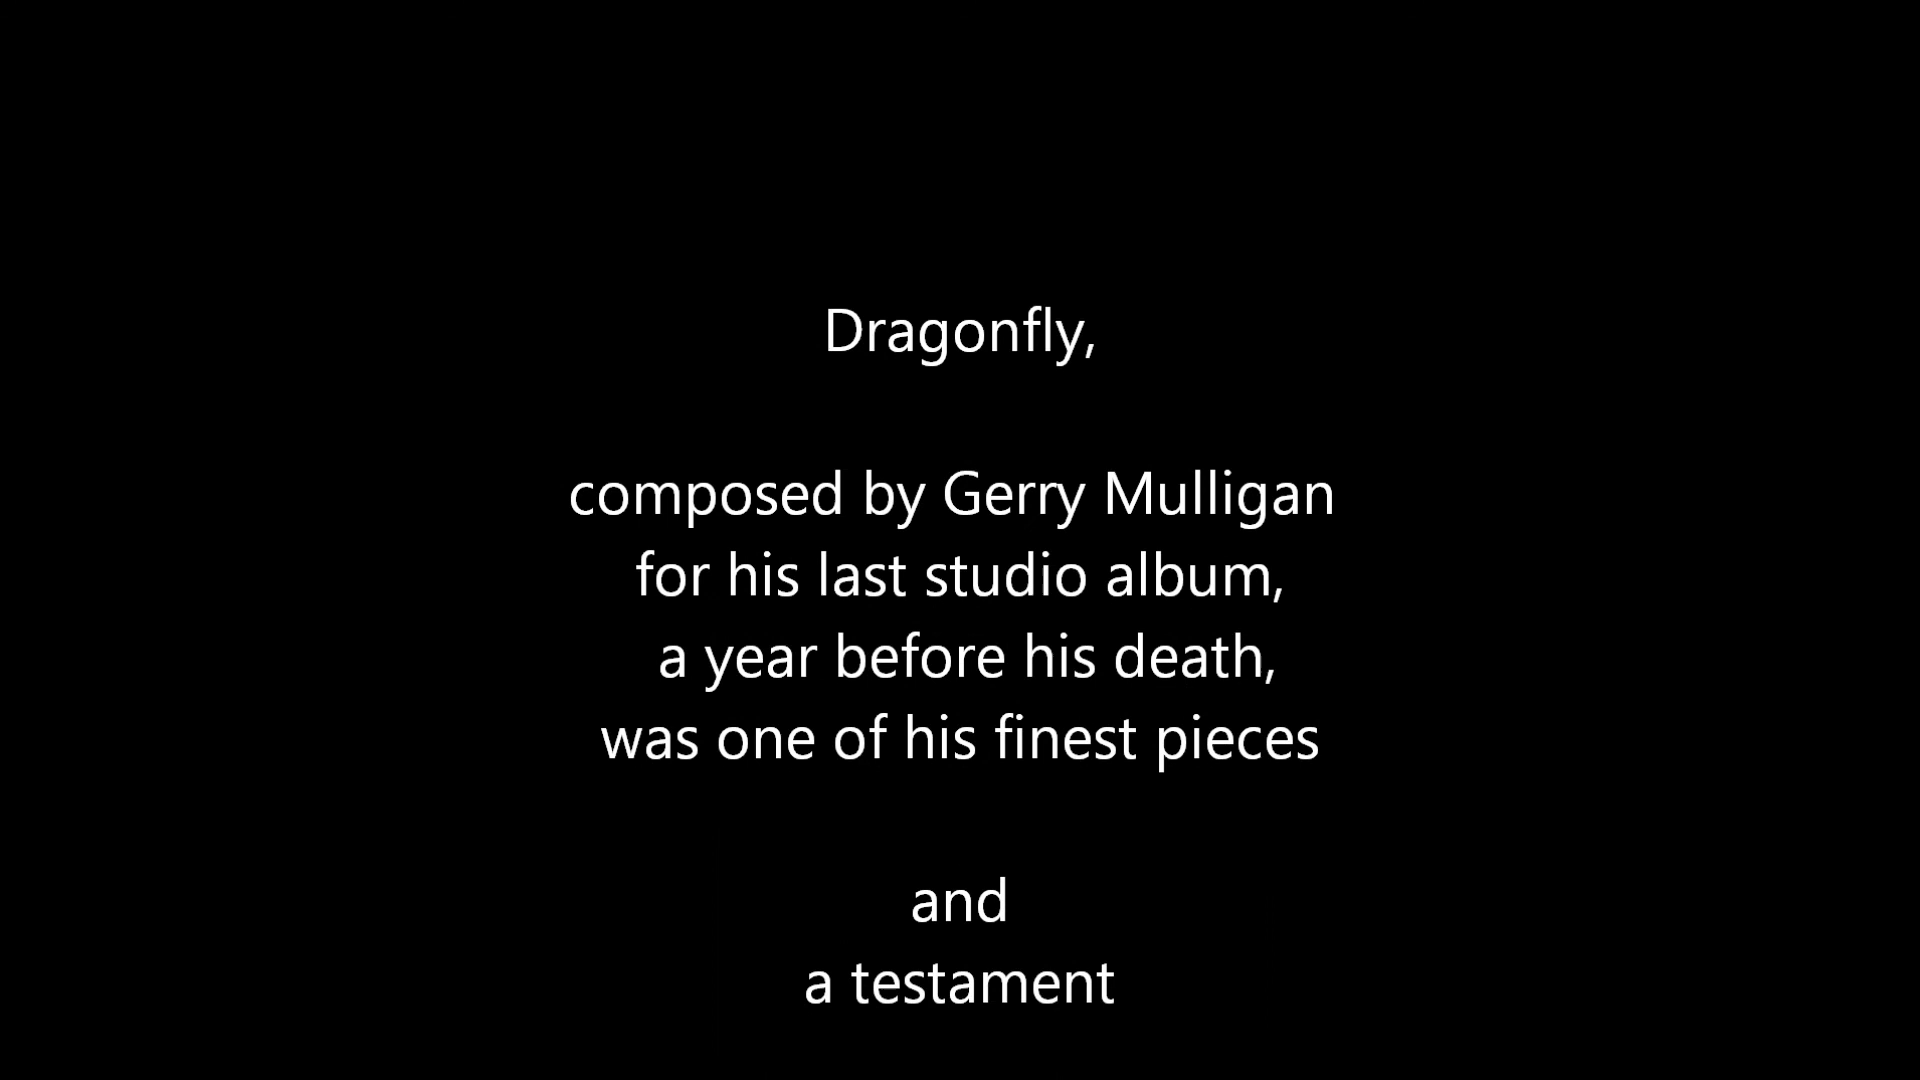 Dragonfly,
composed by Gerry Mulligan
for his last studio album,
a year before his death,
was one of his finest pieces
and
a testament